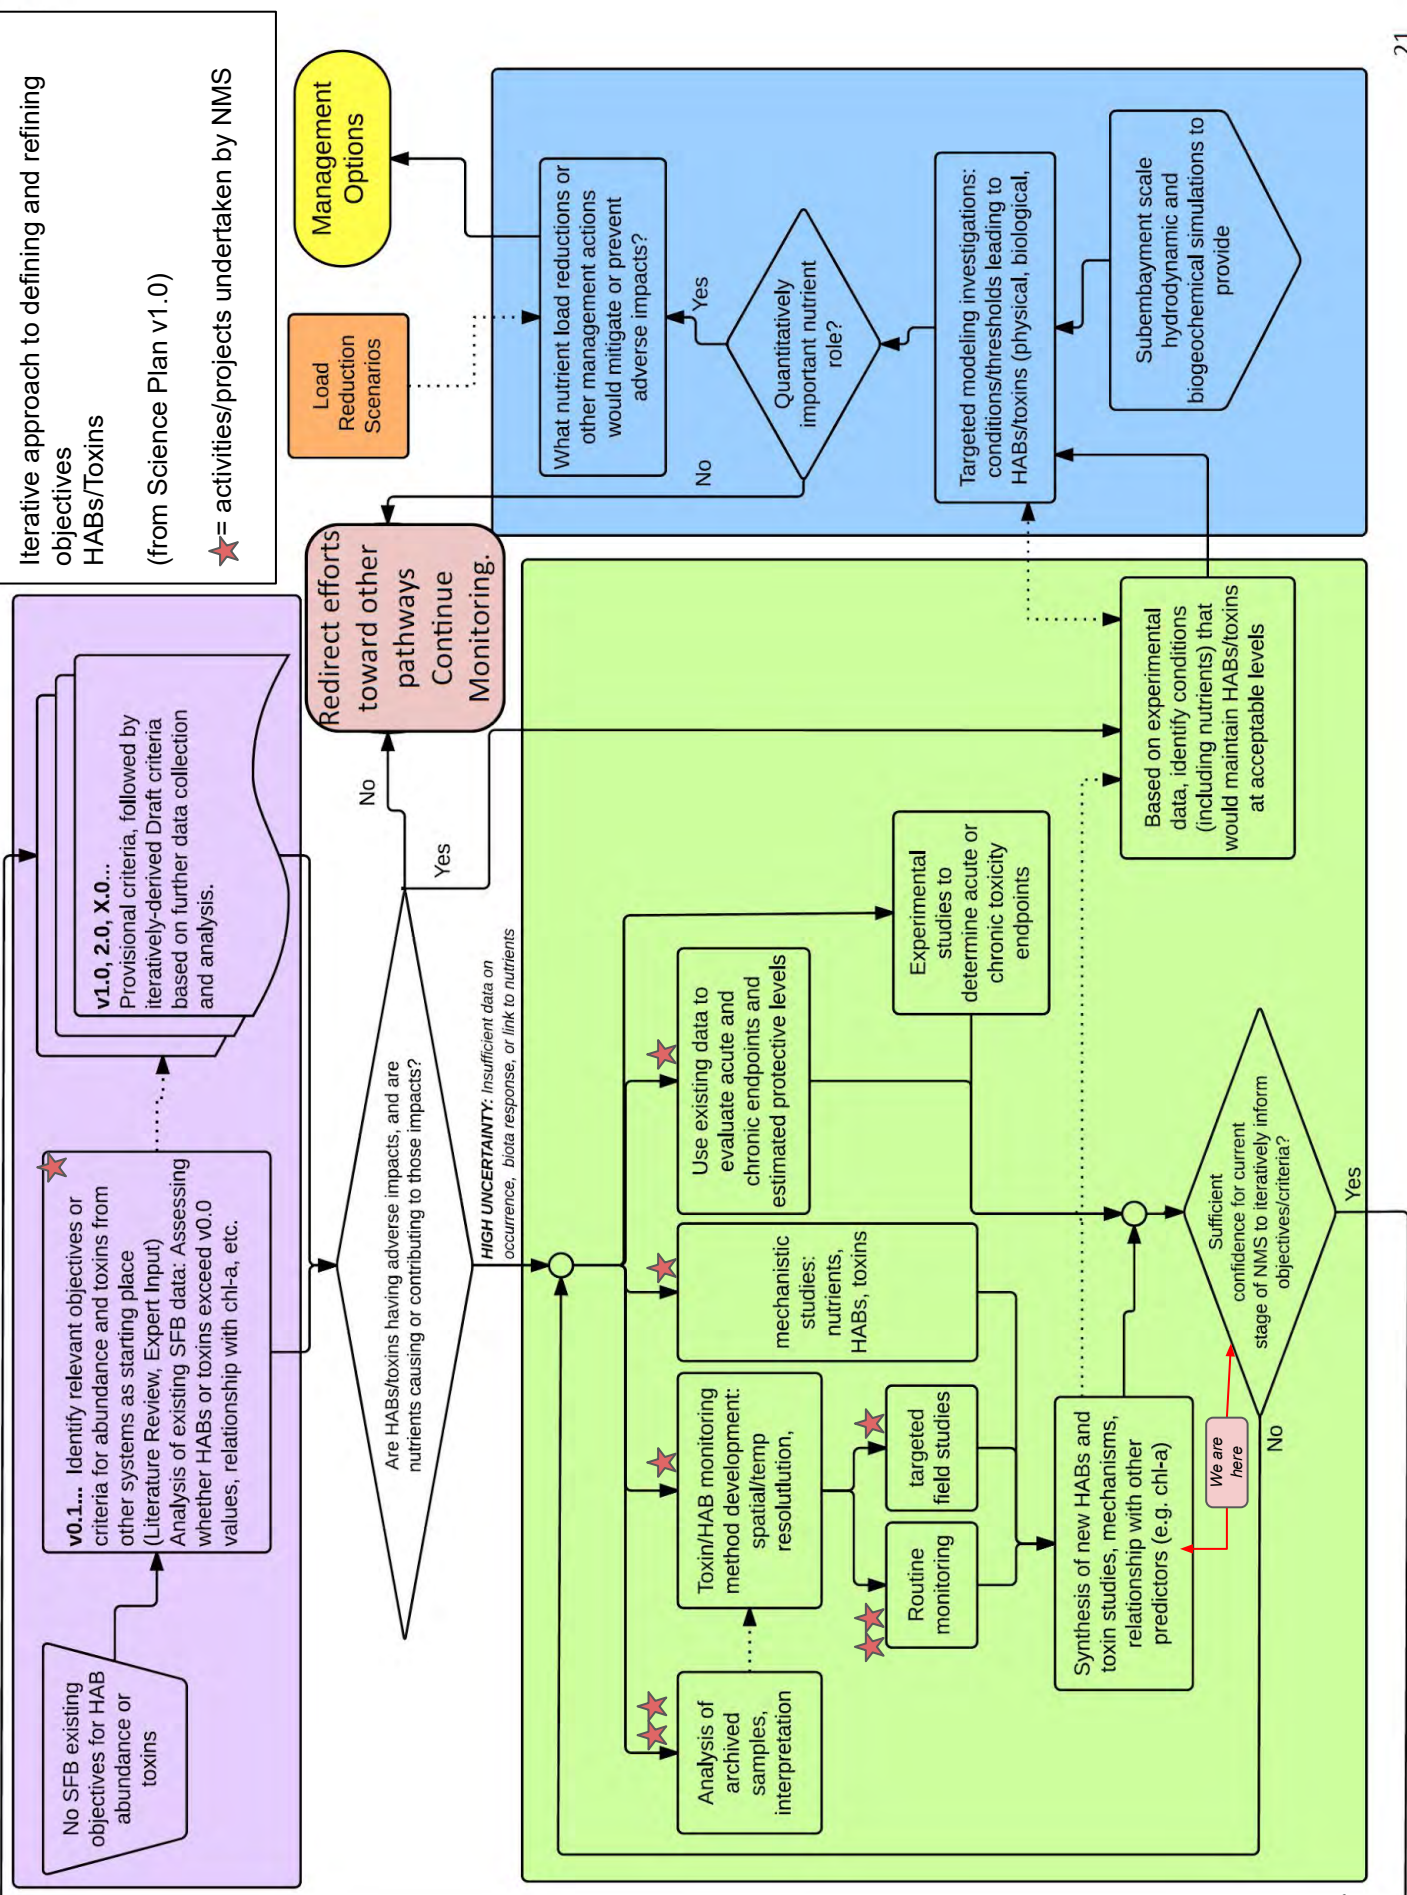 Iterative approach to defining and refining
objectives
HABs/Toxins
(from Science Plan v1.0)
= activities/projects undertaken by NMS
No SFB existing
objectives for HAB
abundance or
toxins
v0.1... Identify relevant objectives or
criteria for abundance and toxins from
other systems as starting place
(Literature Review, Expert Input)
Analysis of existing SFB data: Assessing
whether HABs or toxins exceed v0.0
values, relationship with chl-a, etc.
v1.0, 2.0, X.0...
Provisional criteria, followed by
iteratively-derived Draft criteria
based on further data collection
and analysis.
Are HABs/toxins having adverse impacts, and are
nutrients causing or contributing to those impacts?
No
Yes
Redirect efforts
toward other
pathways
Continue
Monitoring.
Load
Reduction
Scenarios
Management
Options
HIGH UNCERTAINTY: Insufficient data on
occurrence, biota response, or link to nutrients
Analysis of
archived
samples,
interpretation
Toxin/HAB monitoring
method development:
spatial/temp
resolultion,
mechanistic
studies:
nutrients,
HABs, toxins
Use existing data to
evaluate acute and
chronic endpoints and
estimated protective levels
Experimental
studies to
determine acute or
chronic toxicity
endpoints
Routine
monitoring
targeted
field studies
Synthesis of new HABs and
toxin studies, mechanisms,
relationship with other
predictors (e.g. chl-a)
We are
here
Sufficient
confidence for current
stage of NMS to iteratively inform
objectives/criteria?
No
Yes
Based on experimental
data, identify conditions
(including nutrients) that
would maintain HABs/toxins
at acceptable levels
What nutrient load reductions or
other management actions
would mitigate or prevent
adverse impacts?
Yes
No
Quantitatively
important nutrient
role?
Targeted modeling investigations:
conditions/thresholds leading to
HABs/toxins (physical, biological,
Subembayment scale
hydrodynamic and
biogeochemical simulations to
provide
21